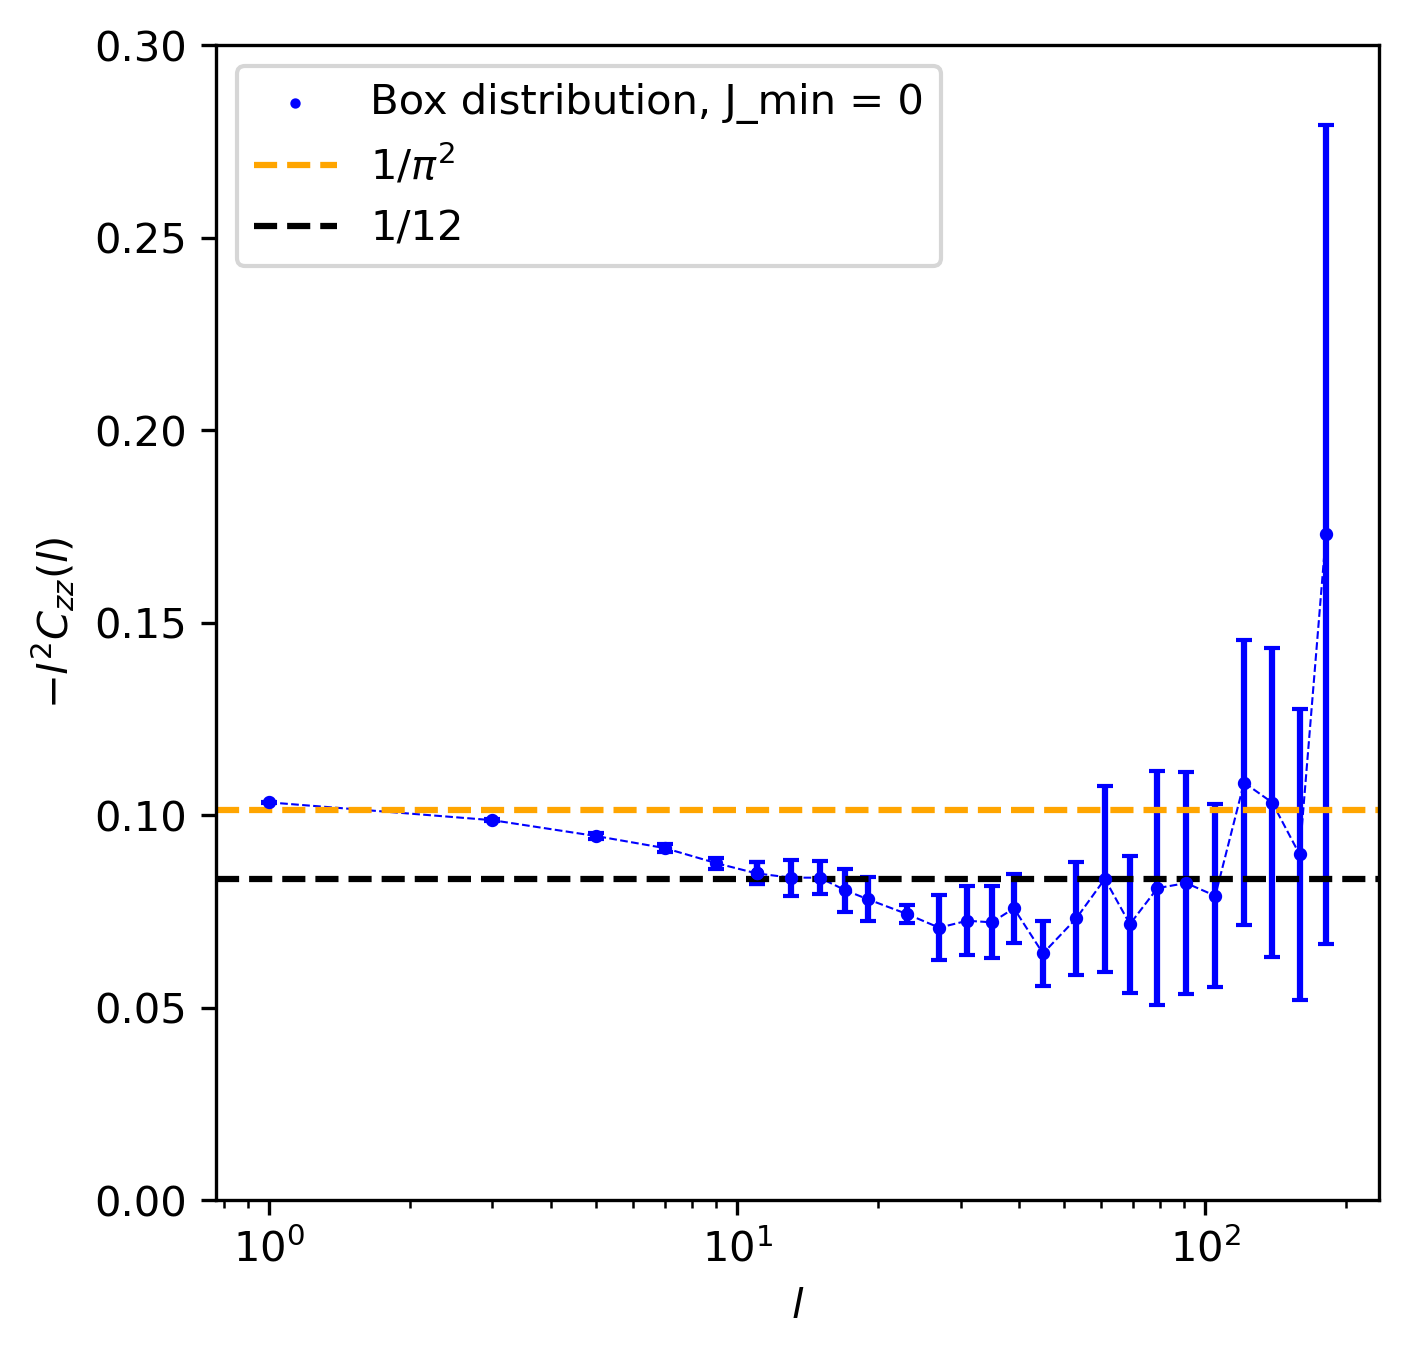 0.30
0.25
0.20
0.15
0.10
0.05
0.00
−l²C_zz(l)
Box distribution, J_min = 0
1/π²
1/12
10⁰
10¹
10²
l